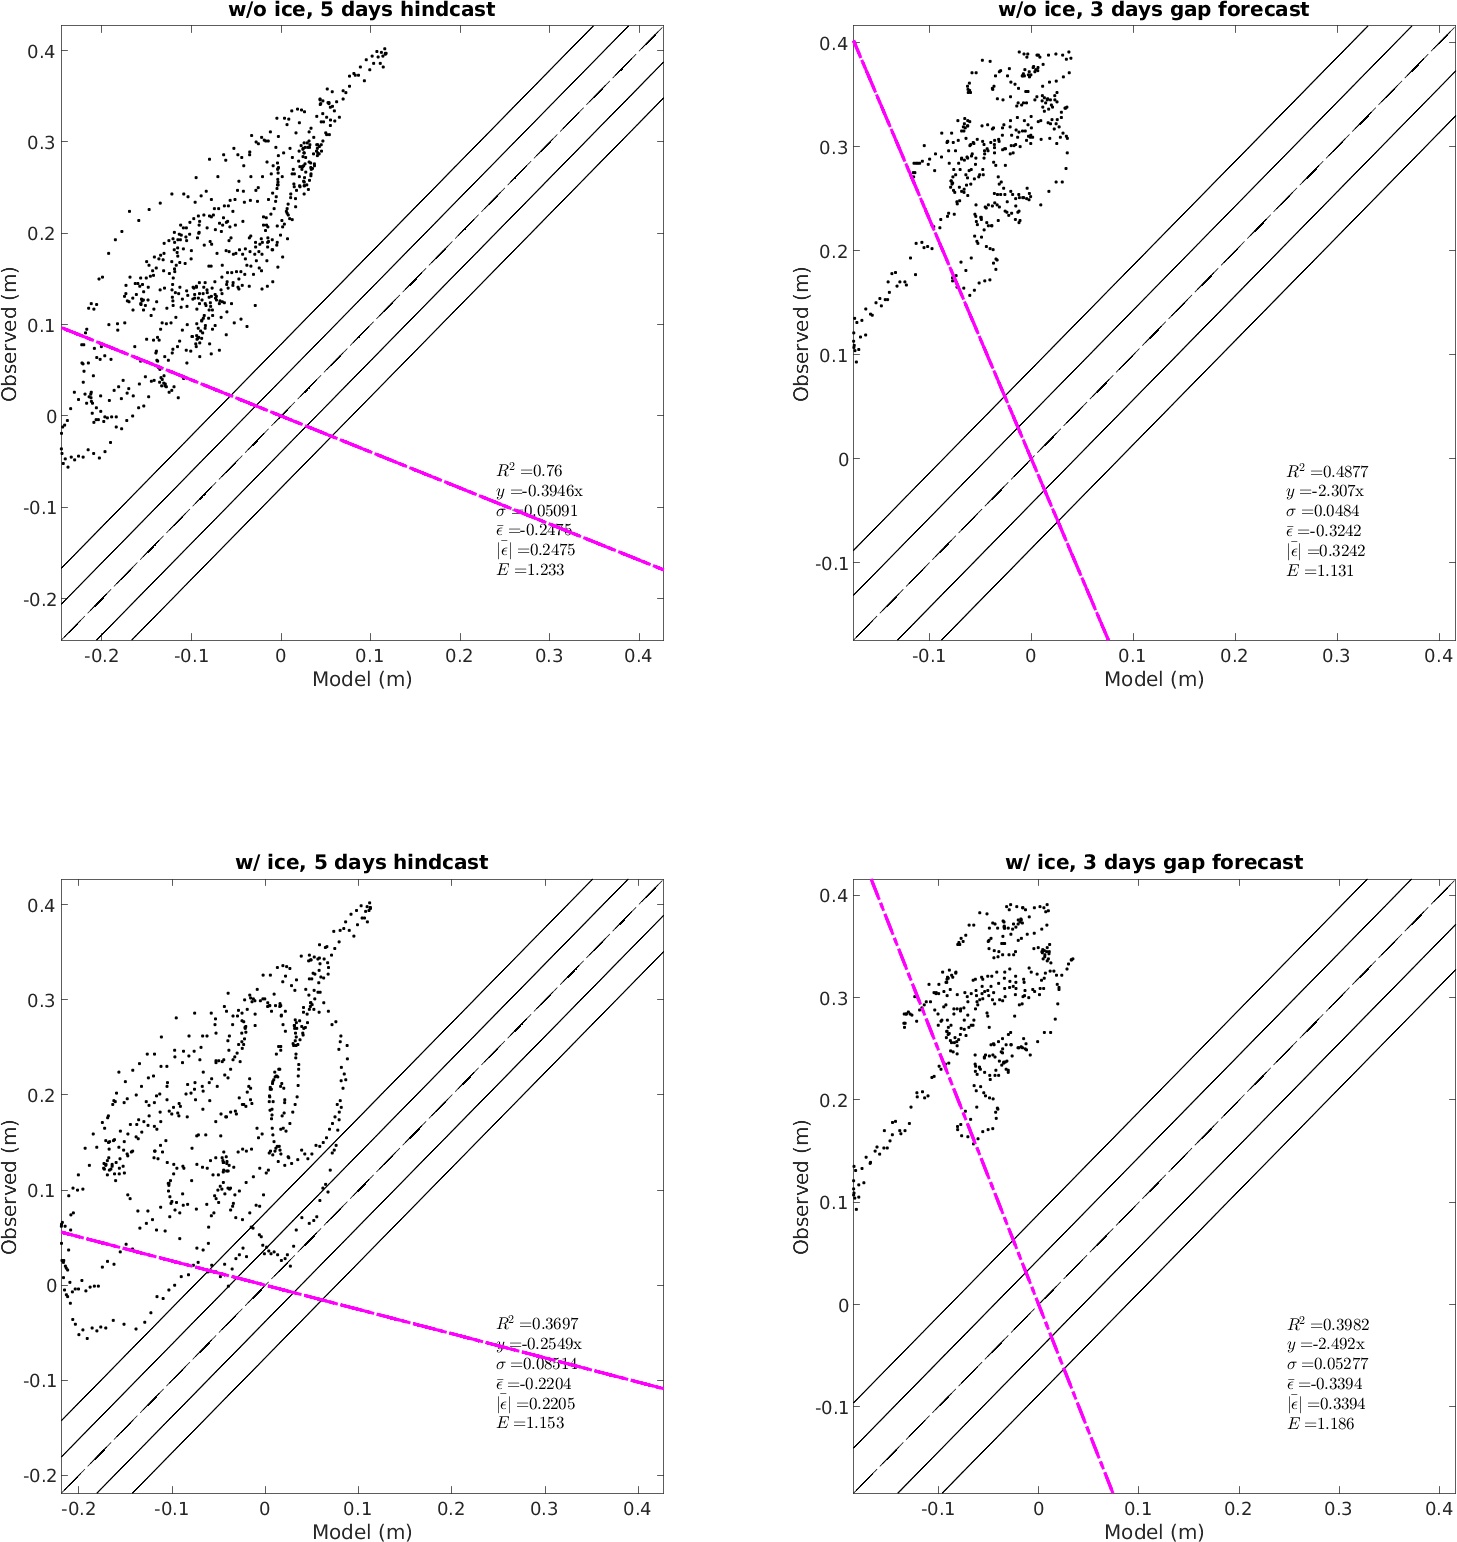 w/o ice, 5 days hindcast
0.4
0.3
0.2
0.1
0
-0.1
-0.2
Observed (m)
R² =0.76
y =-0.3946x
σ =0.05091
ε̄ =-0.2475
|ε̄| =0.2475
E =1.233
-0.2 -0.1 0 0.1 0.2 0.3 0.4
Model (m)
w/o ice, 3 days gap forecast
0.4
0.3
0.2
0.1
0
-0.1
Observed (m)
R² =0.4877
y =-2.307x
σ =0.0484
ε̄ =-0.3242
|ε̄| =0.3242
E =1.131
-0.1 0 0.1 0.2 0.3 0.4
Model (m)
w/ ice, 5 days hindcast
0.4
0.3
0.2
0.1
0
-0.1
-0.2
Observed (m)
R² =0.3697
y =-0.2549x
σ =0.08514
ε̄ =-0.2204
|ε̄| =0.2205
E =1.153
-0.2 -0.1 0 0.1 0.2 0.3 0.4
Model (m)
w/ ice, 3 days gap forecast
0.4
0.3
0.2
0.1
0
-0.1
Observed (m)
R² =0.3982
y =-2.492x
σ =0.05277
ε̄ =-0.3394
|ε̄| =0.3394
E =1.186
-0.1 0 0.1 0.2 0.3 0.4
Model (m)